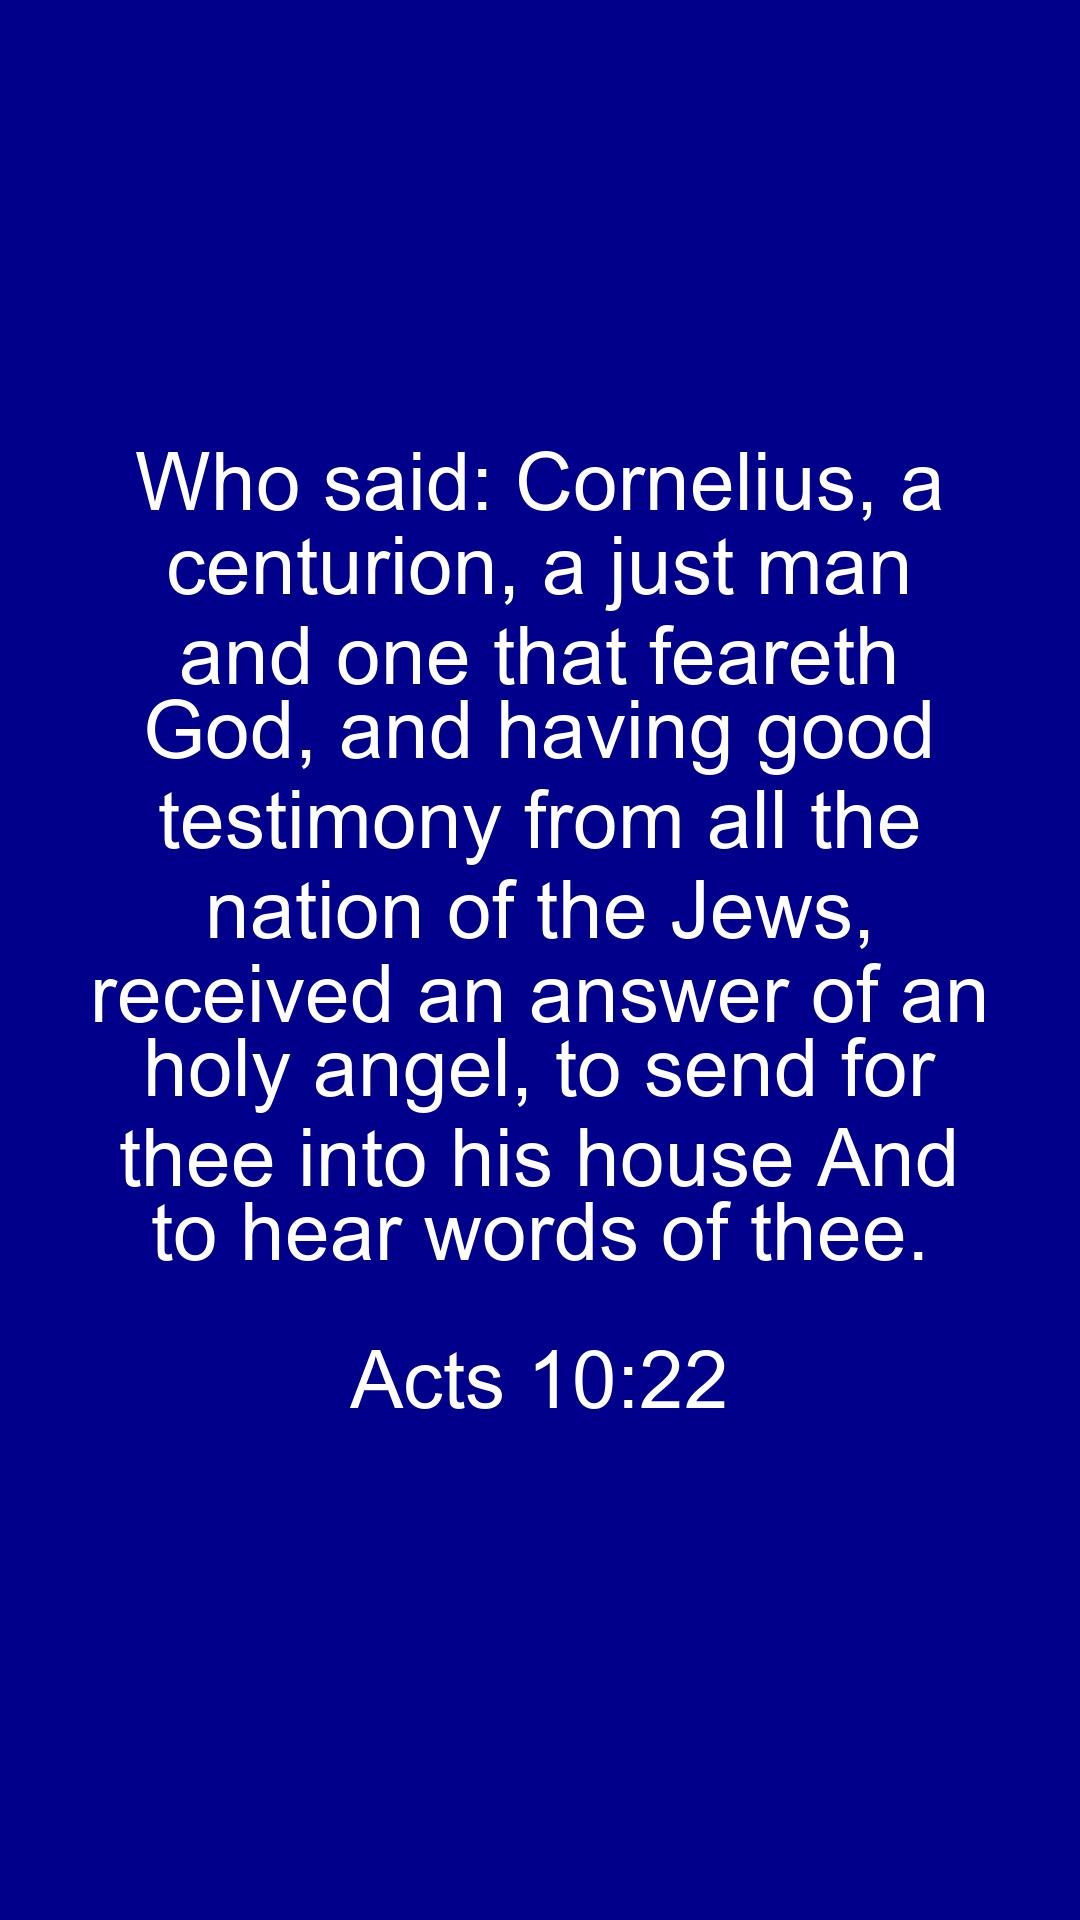 Who said: Cornelius, a
centurion, a just man
and one that feareth
God, and having good
testimony from all the
nation of the Jews,
received an answer of an
holy angel, to send for
thee into his house And
to hear words of thee.
Acts 10:22